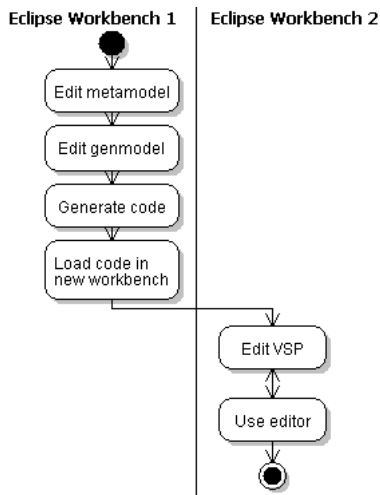 Eclipse Workbench 1
Eclipse Workbench 2
Edit metamodel
Edit genmodel
Generate code
Load code in
new workbench
Edit VSP
Use editor